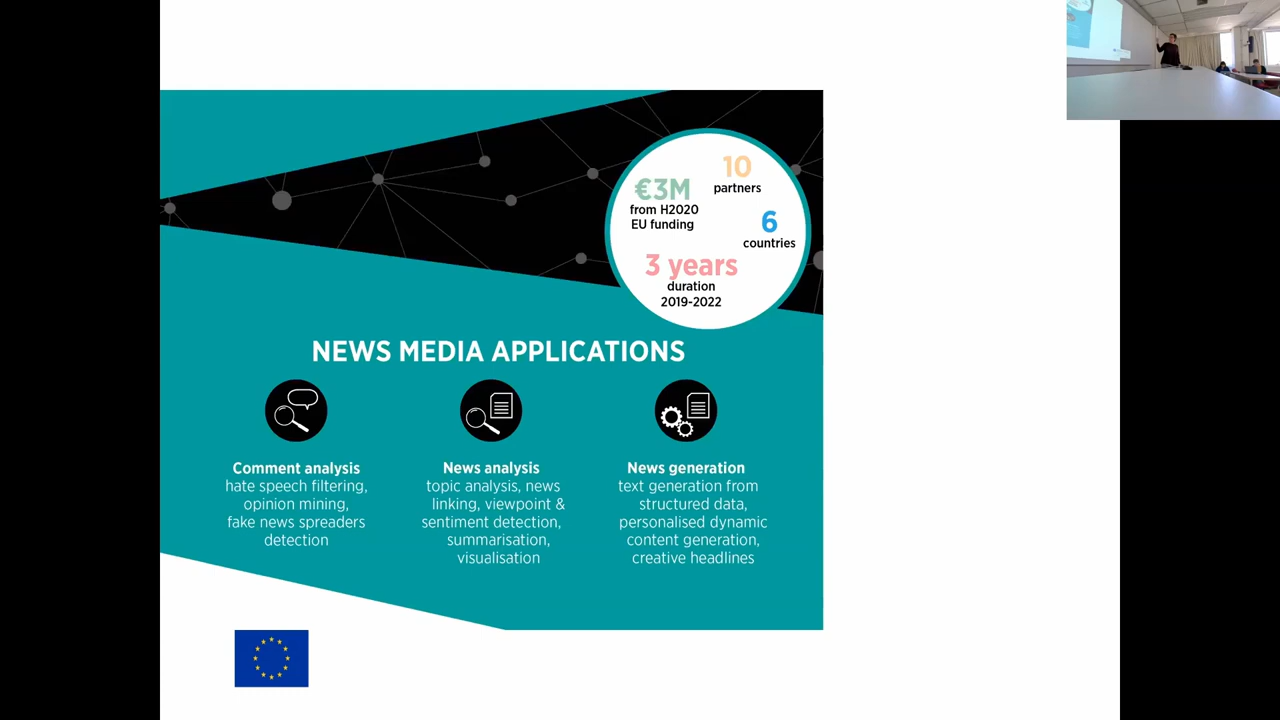 10
partners
€3M
from H2020
EU funding
6
countries
3 years
duration
2019-2022
NEWS MEDIA APPLICATIONS
Comment analysis
hate speech filtering,
opinion mining,
fake news spreaders
detection
News analysis
topic analysis, news
linking, viewpoint &
sentiment detection,
summarisation,
visualisation
News generation
text generation from
structured data,
personalised dynamic
content generation,
creative headlines